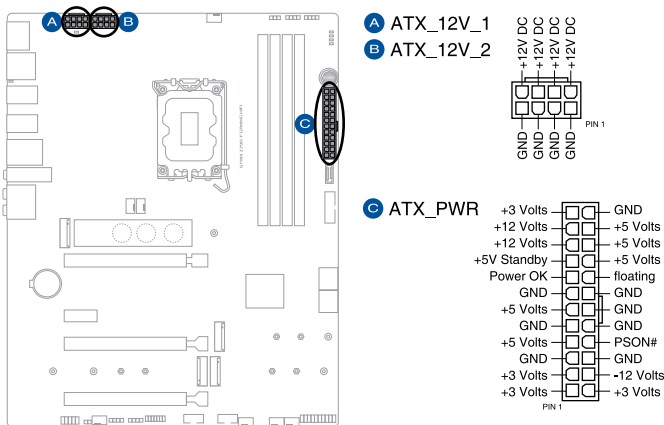 A
B
A ATX_12V_1
B ATX_12V_2
+12V DC
+12V DC
+12V DC
+12V DC
PIN 1
GND
GND
GND
GND
C
C ATX_PWR
+3 Volts GND
+12 Volts +5 Volts
+12 Volts +5 Volts
+5V Standby +5 Volts
Power OK floating
GND GND
+5 Volts GND
GND GND
+5 Volts PSON#
GND GND
+3 Volts -12 Volts
+3 Volts +3 Volts
PIN 1